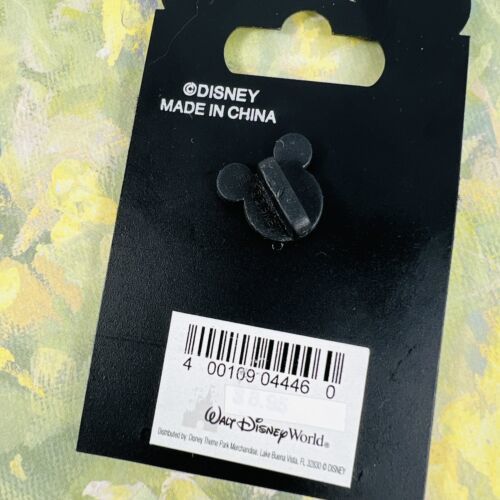 ©DISNEY
MADE IN CHINA
4 00109 04446 0
WALT DISNEY World®
Distributed by: Disney Theme Park Merchandise, Lake Buena Vista, FL 32830 © DISNEY